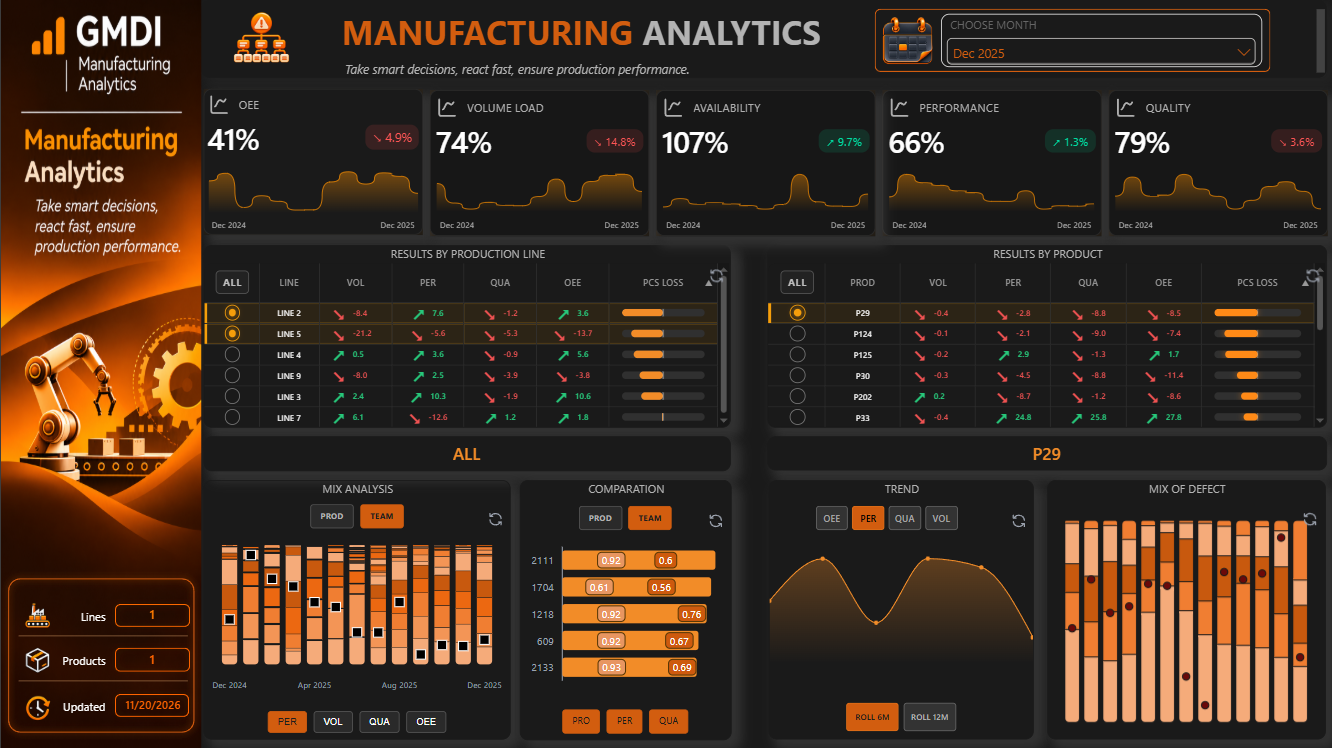 GMDI
Manufacturing
Analytics
Manufacturing
Analytics
Take smart decisions,
react fast, ensure
production performance.
Lines 1
Products 1
Updated 11/20/2026
MANUFACTURING ANALYTICS
Take smart decisions, react fast, ensure production performance.
CHOOSE MONTH
Dec 2025
OEE
41% ↘ 4.9%
Dec 2024 Dec 2025
VOLUME LOAD
74% ↘ 14.8%
Dec 2024 Dec 2025
AVAILABILITY
107% ↗ 9.7%
Dec 2024 Dec 2025
PERFORMANCE
66% ↗ 1.3%
Dec 2024 Dec 2025
QUALITY
79% ↘ 3.6%
Dec 2024 Dec 2025
RESULTS BY PRODUCTION LINE
ALL LINE VOL PER QUA OEE PCS LOSS
LINE 2 -8.4 7.6 -1.2 3.6
LINE 5 -21.2 -5.6 -5.3 -13.7
LINE 4 0.5 3.6 -0.9 5.6
LINE 9 -8.0 2.5 -3.9 -3.8
LINE 3 2.4 10.3 -1.9 10.6
LINE 7 6.1 -12.6 1.2 1.8
RESULTS BY PRODUCT
ALL PROD VOL PER QUA OEE PCS LOSS
P29 -0.4 -2.8 -8.8 -8.5
P124 -0.1 -2.1 -9.0 -7.4
P125 -0.2 2.9 -1.3 1.7
P30 -0.3 -4.5 -8.8 -11.4
P202 0.2 -8.7 -1.2 -8.6
P33 -0.4 24.8 25.8 27.8
ALL
P29
MIX ANALYSIS
PROD TEAM
Dec 2024 Apr 2025 Aug 2025 Dec 2025
PER VOL QUA OEE
COMPARATION
PROD TEAM
2111 0.92 0.6
1704 0.61 0.56
1218 0.92 0.76
609 0.92 0.67
2133 0.93 0.69
PRO PER QUA
TREND
OEE PER QUA VOL
ROLL 6M ROLL 12M
MIX OF DEFECT